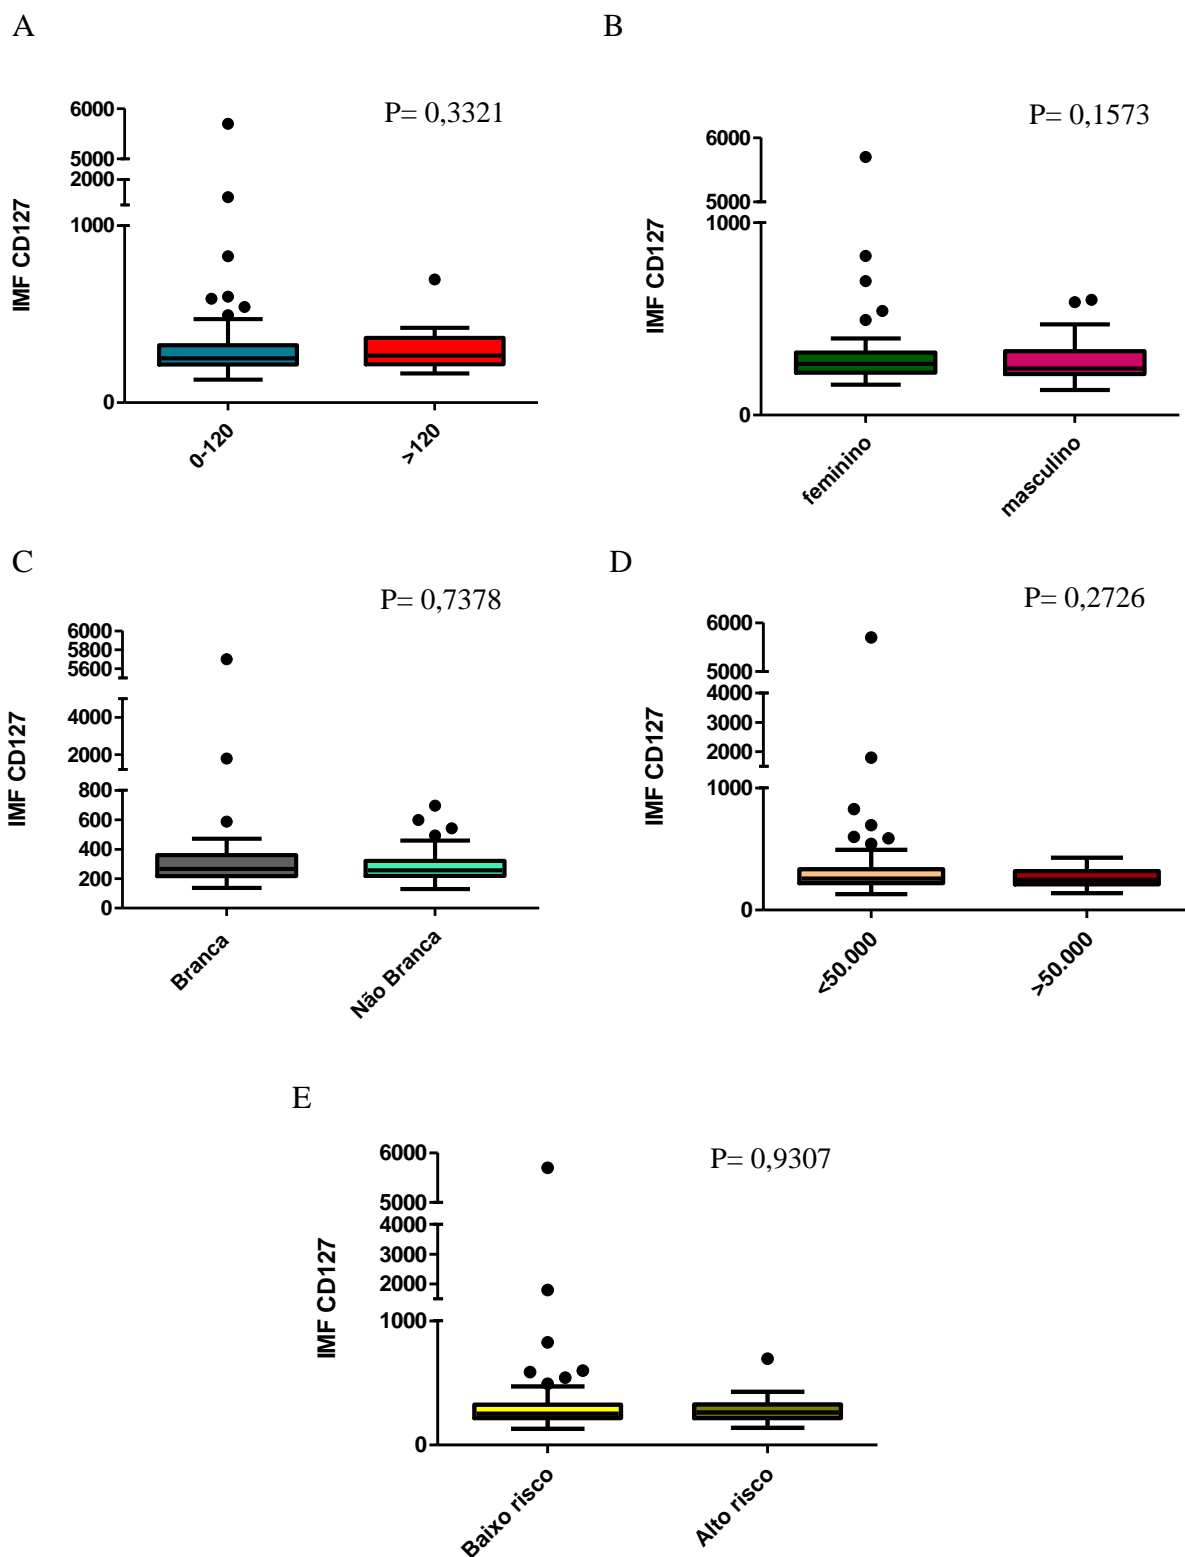 A
P= 0,3321
6000
5000
2000
1000
0
IMF CD127
0-120
>120
B
P= 0,1573
6000
5000
1000
0
IMF CD127
feminino
masculino
C
P= 0,7378
6000
5800
5600
4000
2000
800
600
400
200
0
IMF CD127
Branca
Não Branca
D
P= 0,2726
6000
5000
4000
3000
2000
1000
0
IMF CD127
<50.000
>50.000
E
P= 0,9307
6000
5000
4000
3000
2000
1000
0
IMF CD127
Baixo risco
Alto risco